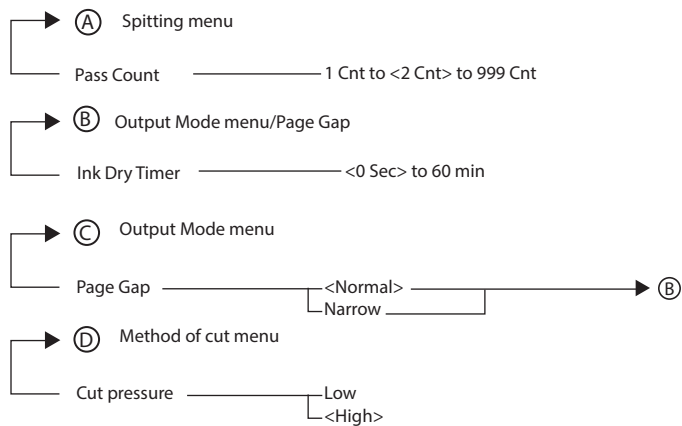 A Spitting menu
Pass Count 1 Cnt to <2 Cnt> to 999 Cnt
B Output Mode menu/Page Gap
Ink Dry Timer <0 Sec> to 60 min
C Output Mode menu
Page Gap <Normal> B
Narrow
D Method of cut menu
Cut pressure Low
<High>